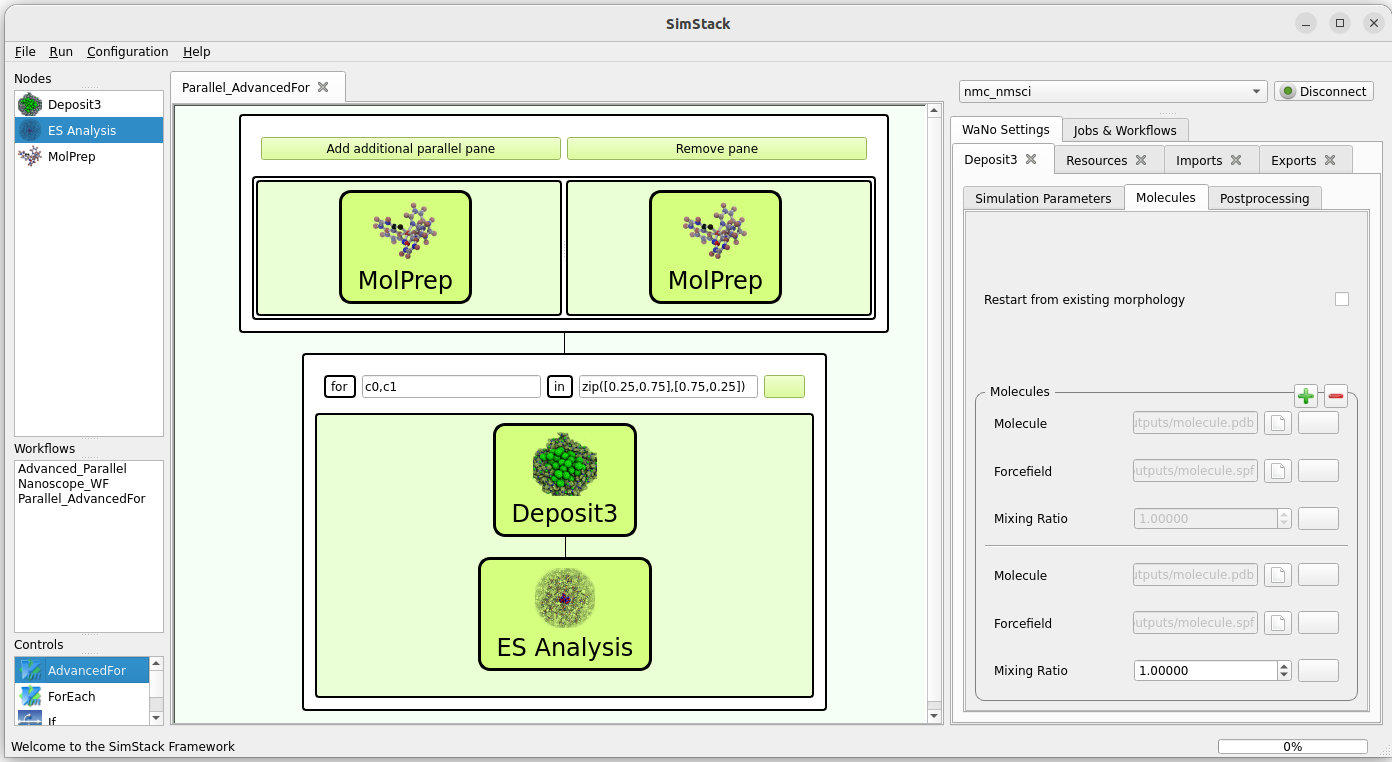 SimStack
File Run Configuration Help
Nodes
Deposit3
ES Analysis
MolPrep
Workflows
Advanced_Parallel
Nanoscope_WF
Parallel_AdvancedFor
Controls
AdvancedFor
ForEach
If
Parallel_AdvancedFor
Add additional parallel pane Remove pane
MolPrep MolPrep
for c0,c1 in zip([0.25,0.75],[0.75,0.25])
Deposit3
ES Analysis
nmc_nmsci Disconnect
WaNo Settings Jobs & Workflows
Deposit3 Resources Imports Exports
Simulation Parameters Molecules Postprocessing
Restart from existing morphology
Molecules
Molecule utputs/molecule.pdb
Forcefield utputs/molecule.spf
Mixing Ratio 1.00000
Molecule utputs/molecule.pdb
Forcefield utputs/molecule.spf
Mixing Ratio 1.00000
Welcome to the SimStack Framework 0%